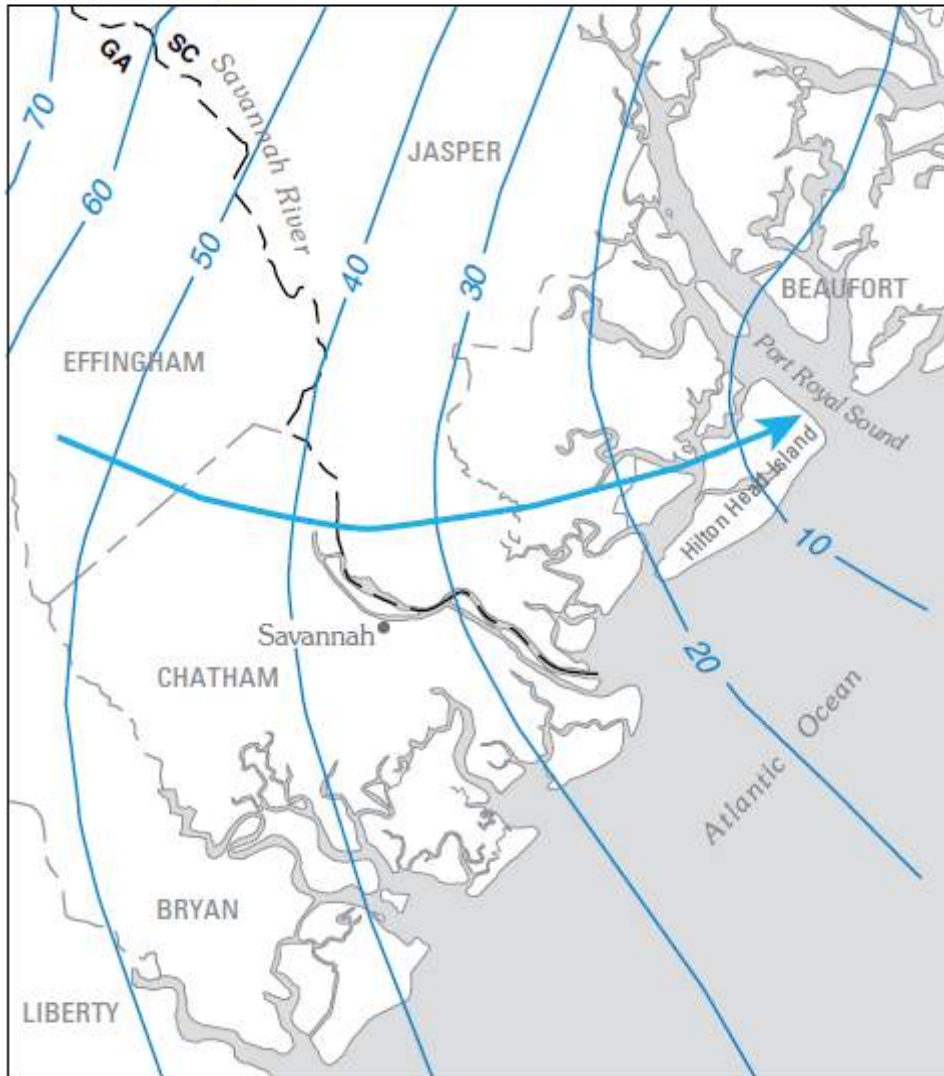 GA
SC
Savannah River
70
60
50
40
30
JASPER
BEAUFORT
EFFINGHAM
Port Royal Sound
Hilton Head Island
10
Savannah
20
CHATHAM
Atlantic Ocean
BRYAN
LIBERTY